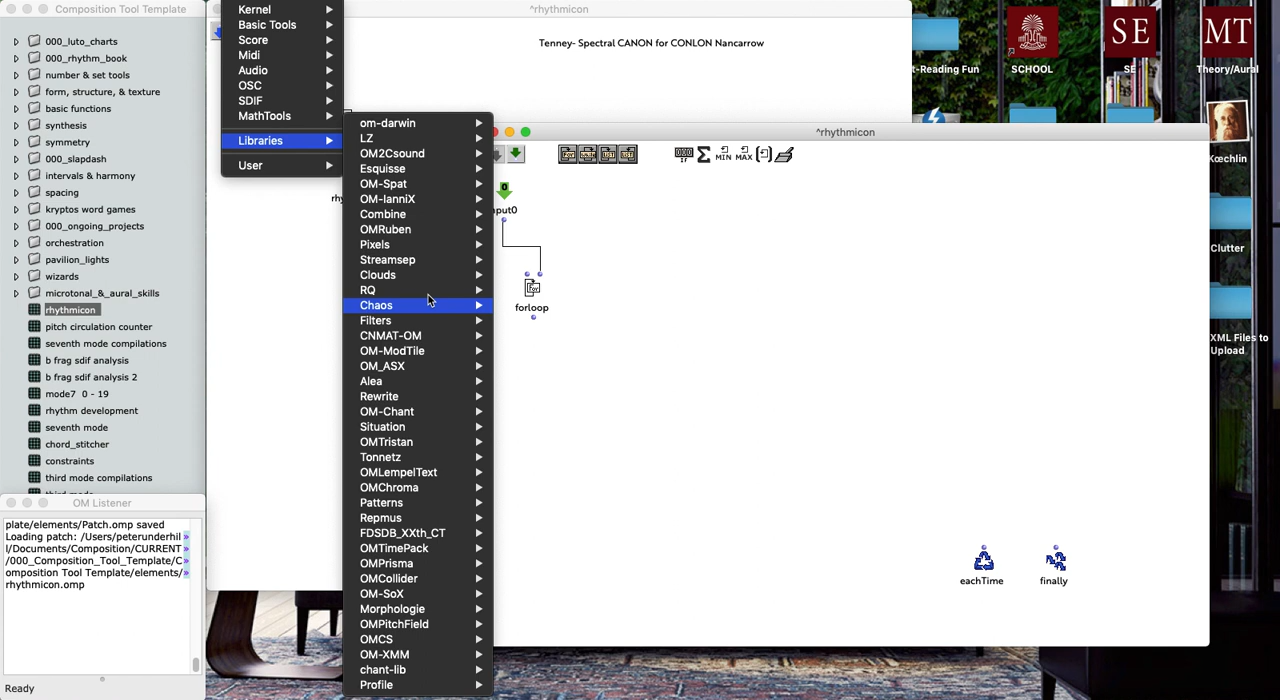 Composition Tool Template
000_luto_charts
000_rhythm_book
number & set tools
form, structure, & texture
basic functions
synthesis
symmetry
000_slapdash
intervals & harmony
spacing
kryptos word games
000_ongoing_projects
orchestration
pavilion_lights
wizards
microtonal_&_aural_skills
rhythmicon
pitch circulation counter
seventh mode compilations
b frag sdif analysis
b frag sdif analysis 2
mode7 0 - 19
rhythm development
seventh mode
chord_stitcher
constraints
third mode compilations
third mode
OM Listener
plate/elements/Patch.omp saved
Loading patch: /Users/peterunderhil
l/Documents/Composition/CURRENT
/000_Composition_Tool_Template/C
omposition Tool Template/elements/
rhythmicon.omp
Ready
^rhythmicon
Tenney- Spectral CANON for CONLON Nancarrow
rhy
Kernel
Basic Tools
Score
Midi
Audio
OSC
SDIF
MathTools
Libraries
User
om-darwin
LZ
OM2Csound
Esquisse
OM-Spat
OM-IanniX
Combine
OMRuben
Pixels
Streamsep
Clouds
RQ
Chaos
Filters
CNMAT-OM
OM-ModTile
OM_ASX
Alea
Rewrite
OM-Chant
Situation
OMTristan
Tonnetz
OMLempelText
OMChroma
Patterns
Repmus
FDSDB_XXth_CT
OMTimePack
OMPrisma
OMCollider
OM-SoX
Morphologie
OMPitchField
OMCS
OM-XMM
chant-lib
Profile
^rhythmicon
MIN MAX
0
nput0
For
forloop
eachTime
finally
t-Reading Fun
SCHOOL
SE
SE
MT
Theory/Aural
Kœchlin
Clutter
XML Files to
Upload